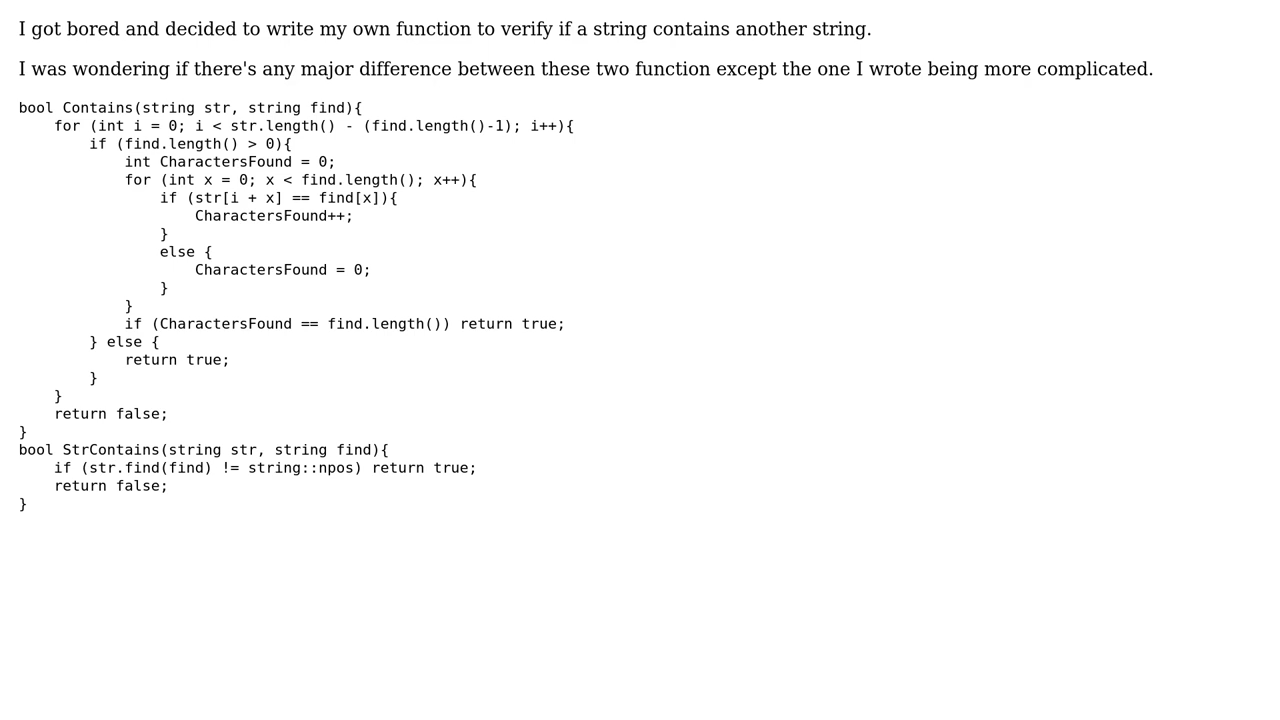 I got bored and decided to write my own function to verify if a string contains another string.
I was wondering if there's any major difference between these two function except the one I wrote being more complicated.
bool Contains(string str, string find){
    for (int i = 0; i < str.length() - (find.length()-1); i++){
        if (find.length() > 0){
            int CharactersFound = 0;
            for (int x = 0; x < find.length(); x++){
                if (str[i + x] == find[x]){
                    CharactersFound++;
                }
                else {
                    CharactersFound = 0;
                }
            }
            if (CharactersFound == find.length()) return true;
        } else {
            return true;
        }
    }
    return false;
}
bool StrContains(string str, string find){
    if (str.find(find) != string::npos) return true;
    return false;
}